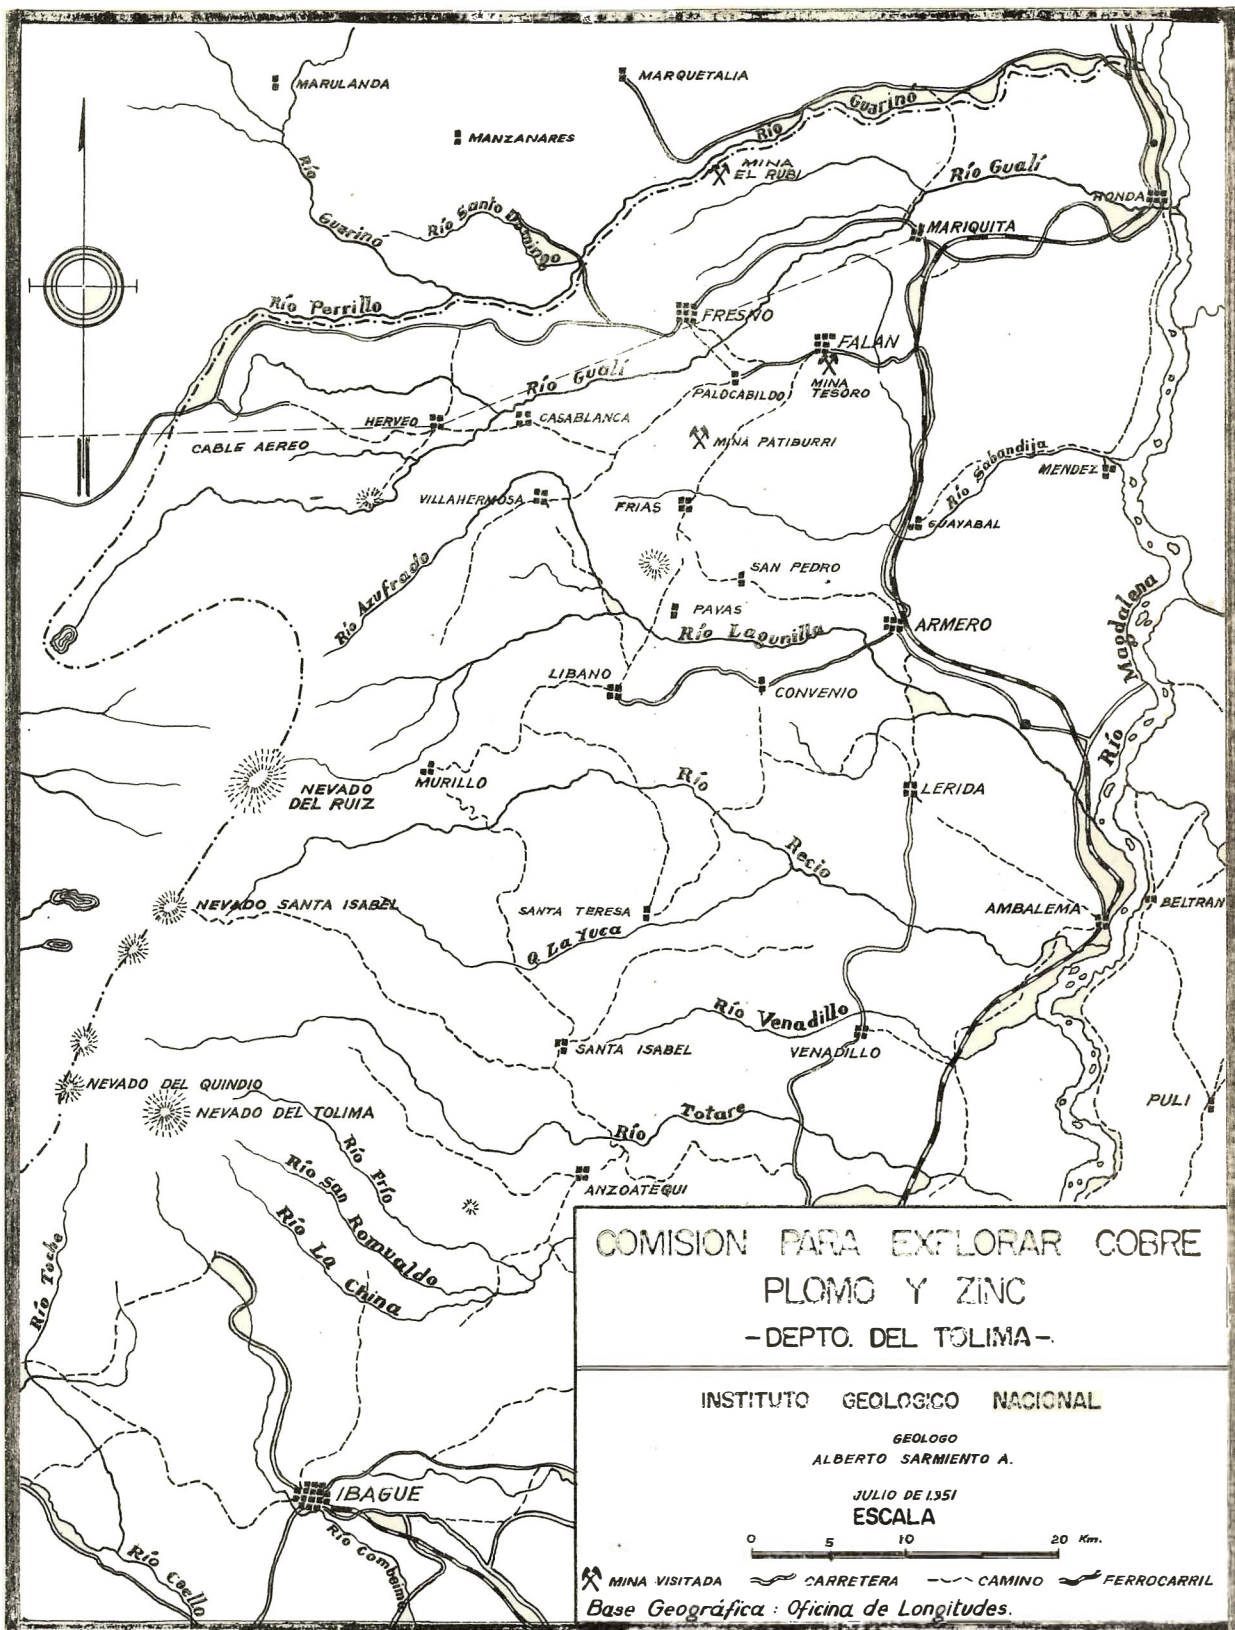 MARULANDA
MARQUETALIA
MANZANARES
Río Guarinó
MINA
EL RUBI
Río Gualí
HONDA
Río Guarino
Río Santo Domingo
MARIQUITA
Río Perrillo
FRESNO
FALAN
Río Gualí
PALOCABILDO
MINA
TESORO
HERVEO
CASABLANCA
CABLE AEREO
MINA PATIBURRI
Río Sabandija
MENDEZ
VILLAHERMOSA
FRIAS
GUAYABAL
Río Azufrado
SAN PEDRO
PAVAS
Río Lagunilla
ARMERO
Río Magdalena
LIBANO
CONVENIO
NEVADO
DEL RUIZ
MURILLO
Río Recio
LERIDA
NEVADO SANTA ISABEL
SANTA TERESA
AMBALEMA
BELTRAN
Q La Yuca
Río Venadillo
SANTA ISABEL
VENADILLO
NEVADO DEL QUINDIO
NEVADO DEL TOLIMA
PULI
Río Totare
Río Frío
Río San Romualdo
ANZOATEGUI
Río La China
Río Toche
IBAGUE
Río Combeima
Río Coello
COMISION PARA EXPLORAR COBRE
PLOMO Y ZINC
-DEPTO. DEL TOLIMA-.
INSTITUTO GEOLOGICO NACIONAL
GEOLOGO
ALBERTO SARMIENTO A.
JULIO DE 1.951
ESCALA
0 5 10 20 Km.
MINA VISITADA CARRETERA CAMINO FERROCARRIL
Base Geográfica : Oficina de Longitudes.